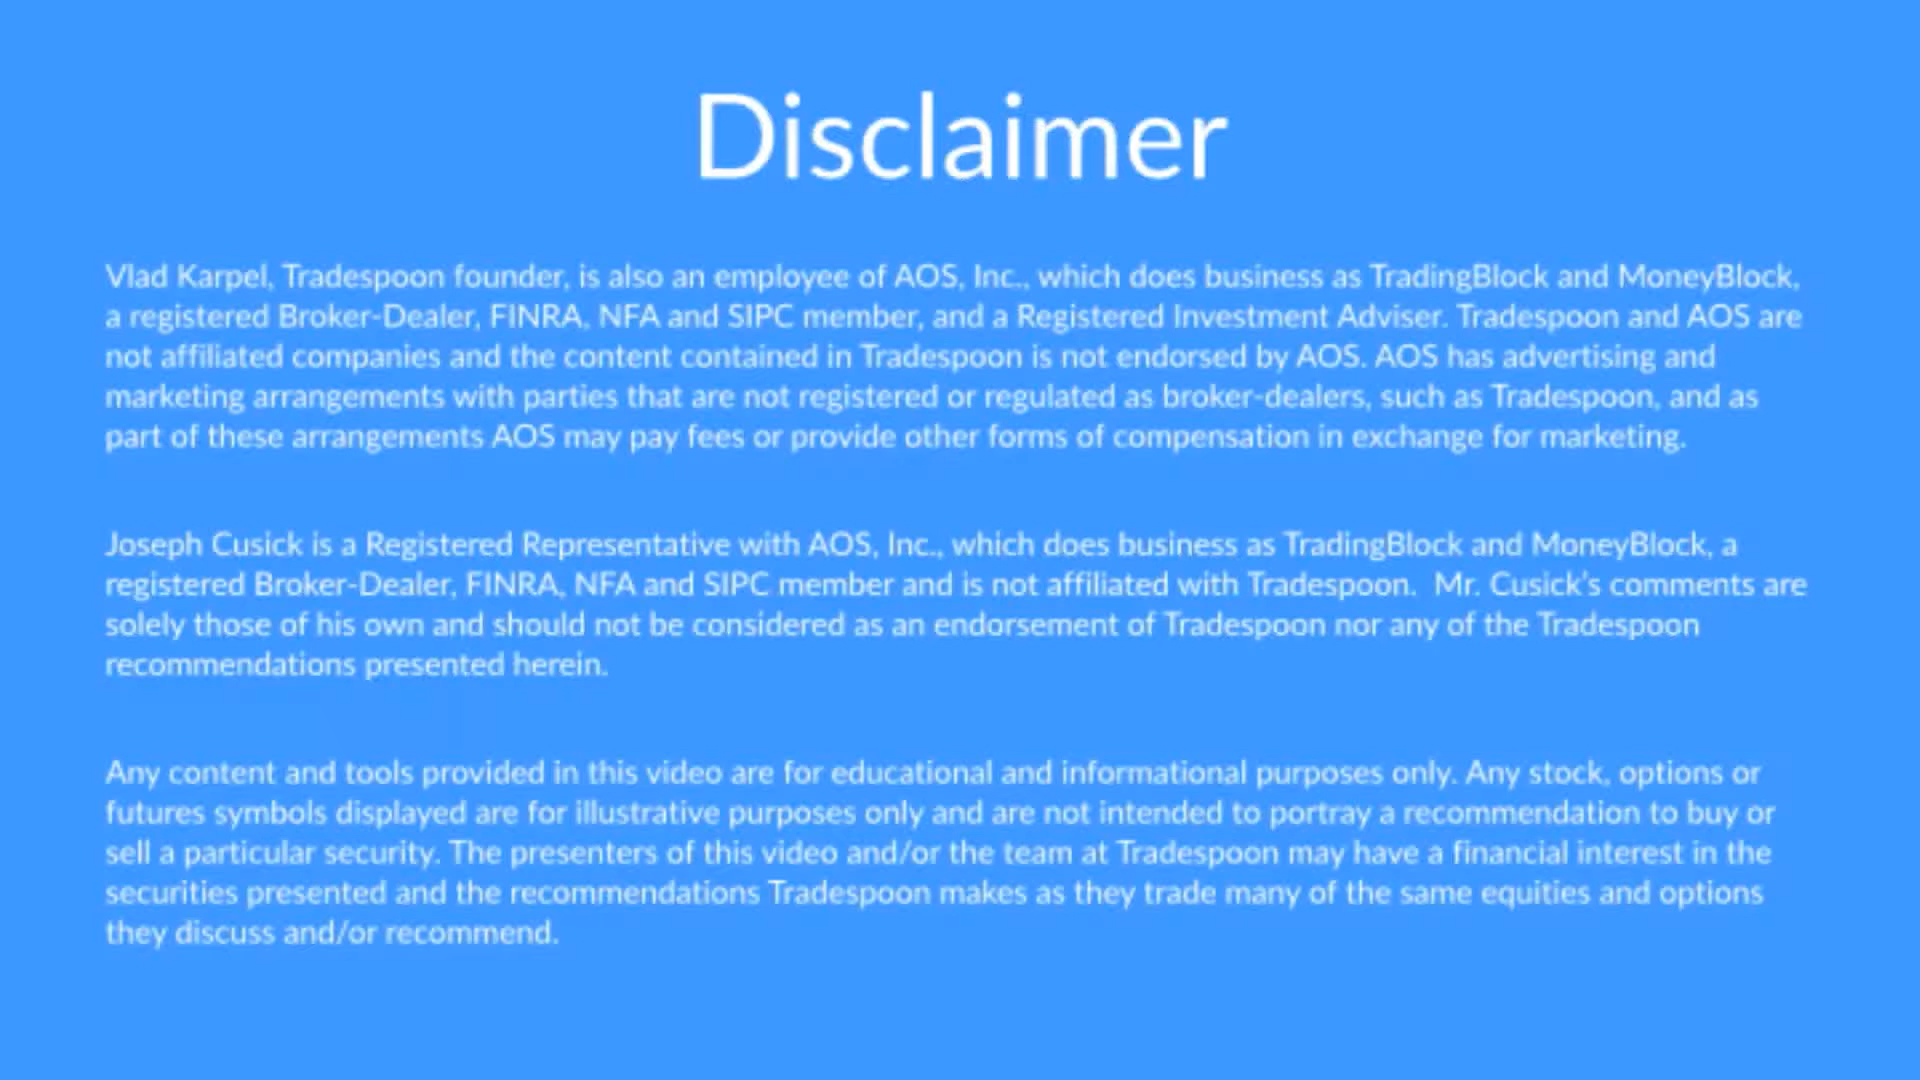 Disclaimer
Vlad Karpel, Tradespoon founder, is also an employee of AOS, Inc., which does business as TradingBlock and MoneyBlock,
a registered Broker-Dealer, FINRA, NFA and SIPC member, and a Registered Investment Adviser. Tradespoon and AOS are
not affiliated companies and the content contained in Tradespoon is not endorsed by AOS. AOS has advertising and
marketing arrangements with parties that are not registered or regulated as broker-dealers, such as Tradespoon, and as
part of these arrangements AOS may pay fees or provide other forms of compensation in exchange for marketing.
Joseph Cusick is a Registered Representative with AOS, Inc., which does business as TradingBlock and MoneyBlock, a
registered Broker-Dealer, FINRA, NFA and SIPC member and is not affiliated with Tradespoon.  Mr. Cusick's comments are
solely those of his own and should not be considered as an endorsement of Tradespoon nor any of the Tradespoon
recommendations presented herein.
Any content and tools provided in this video are for educational and informational purposes only. Any stock, options or
futures symbols displayed are for illustrative purposes only and are not intended to portray a recommendation to buy or
sell a particular security. The presenters of this video and/or the team at Tradespoon may have a financial interest in the
securities presented and the recommendations Tradespoon makes as they trade many of the same equities and options
they discuss and/or recommend.